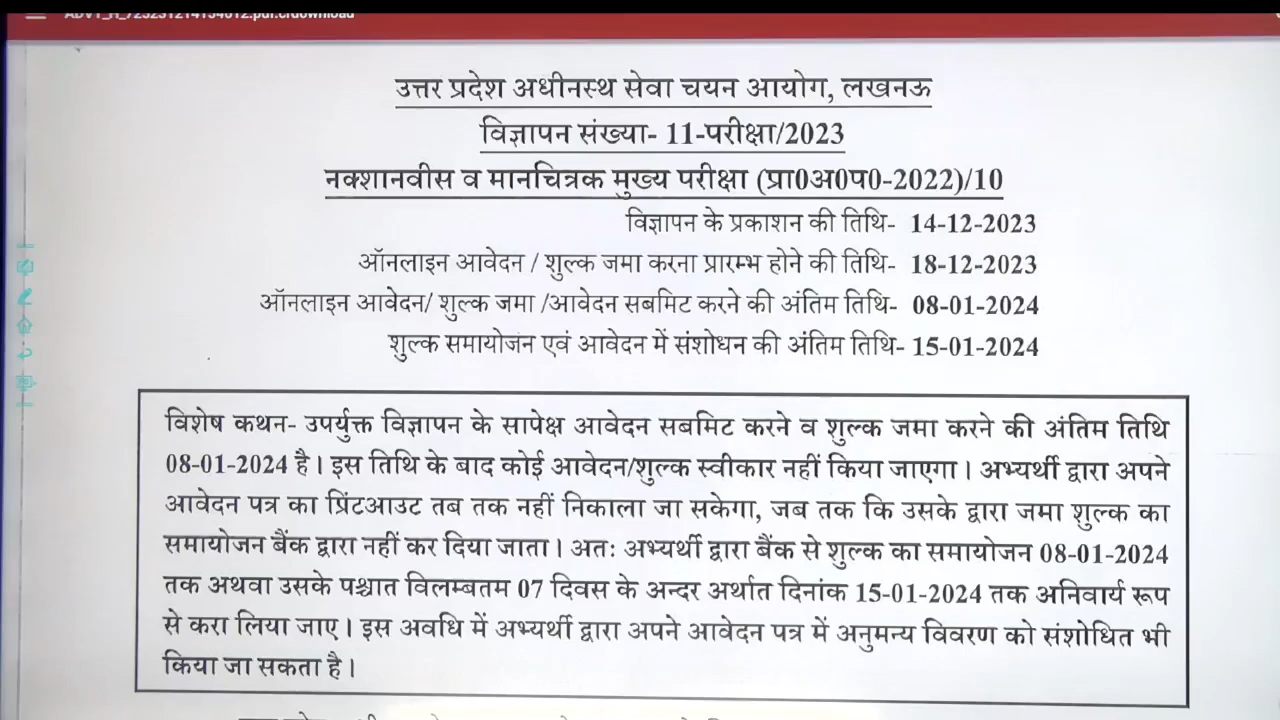 ADVT_H_723231214154612.pdf.crdownload
उत्तर प्रदेश अधीनस्थ सेवा चयन आयोग, लखनऊ
विज्ञापन संख्या- 11-परीक्षा/2023
नक्शानवीस व मानचित्रक मुख्य परीक्षा (प्रा0अ0प0-2022)/10
विज्ञापन के प्रकाशन की तिथि- 14-12-2023
ऑनलाइन आवेदन / शुल्क जमा करना प्रारम्भ होने की तिथि- 18-12-2023
ऑनलाइन आवेदन/ शुल्क जमा /आवेदन सबमिट करने की अंतिम तिथि- 08-01-2024
शुल्क समायोजन एवं आवेदन में संशोधन की अंतिम तिथि- 15-01-2024
विशेष कथन- उपर्युक्त विज्ञापन के सापेक्ष आवेदन सबमिट करने व शुल्क जमा करने की अंतिम तिथि
08-01-2024 है। इस तिथि के बाद कोई आवेदन/शुल्क स्वीकार नहीं किया जाएगा। अभ्यर्थी द्वारा अपने
आवेदन पत्र का प्रिंटआउट तब तक नहीं निकाला जा सकेगा, जब तक कि उसके द्वारा जमा शुल्क का
समायोजन बैंक द्वारा नहीं कर दिया जाता। अतः अभ्यर्थी द्वारा बैंक से शुल्क का समायोजन 08-01-2024
तक अथवा उसके पश्चात विलम्बतम 07 दिवस के अन्दर अर्थात दिनांक 15-01-2024 तक अनिवार्य रूप
से करा लिया जाए। इस अवधि में अभ्यर्थी द्वारा अपने आवेदन पत्र में अनुमन्य विवरण को संशोधित भी
किया जा सकता है।